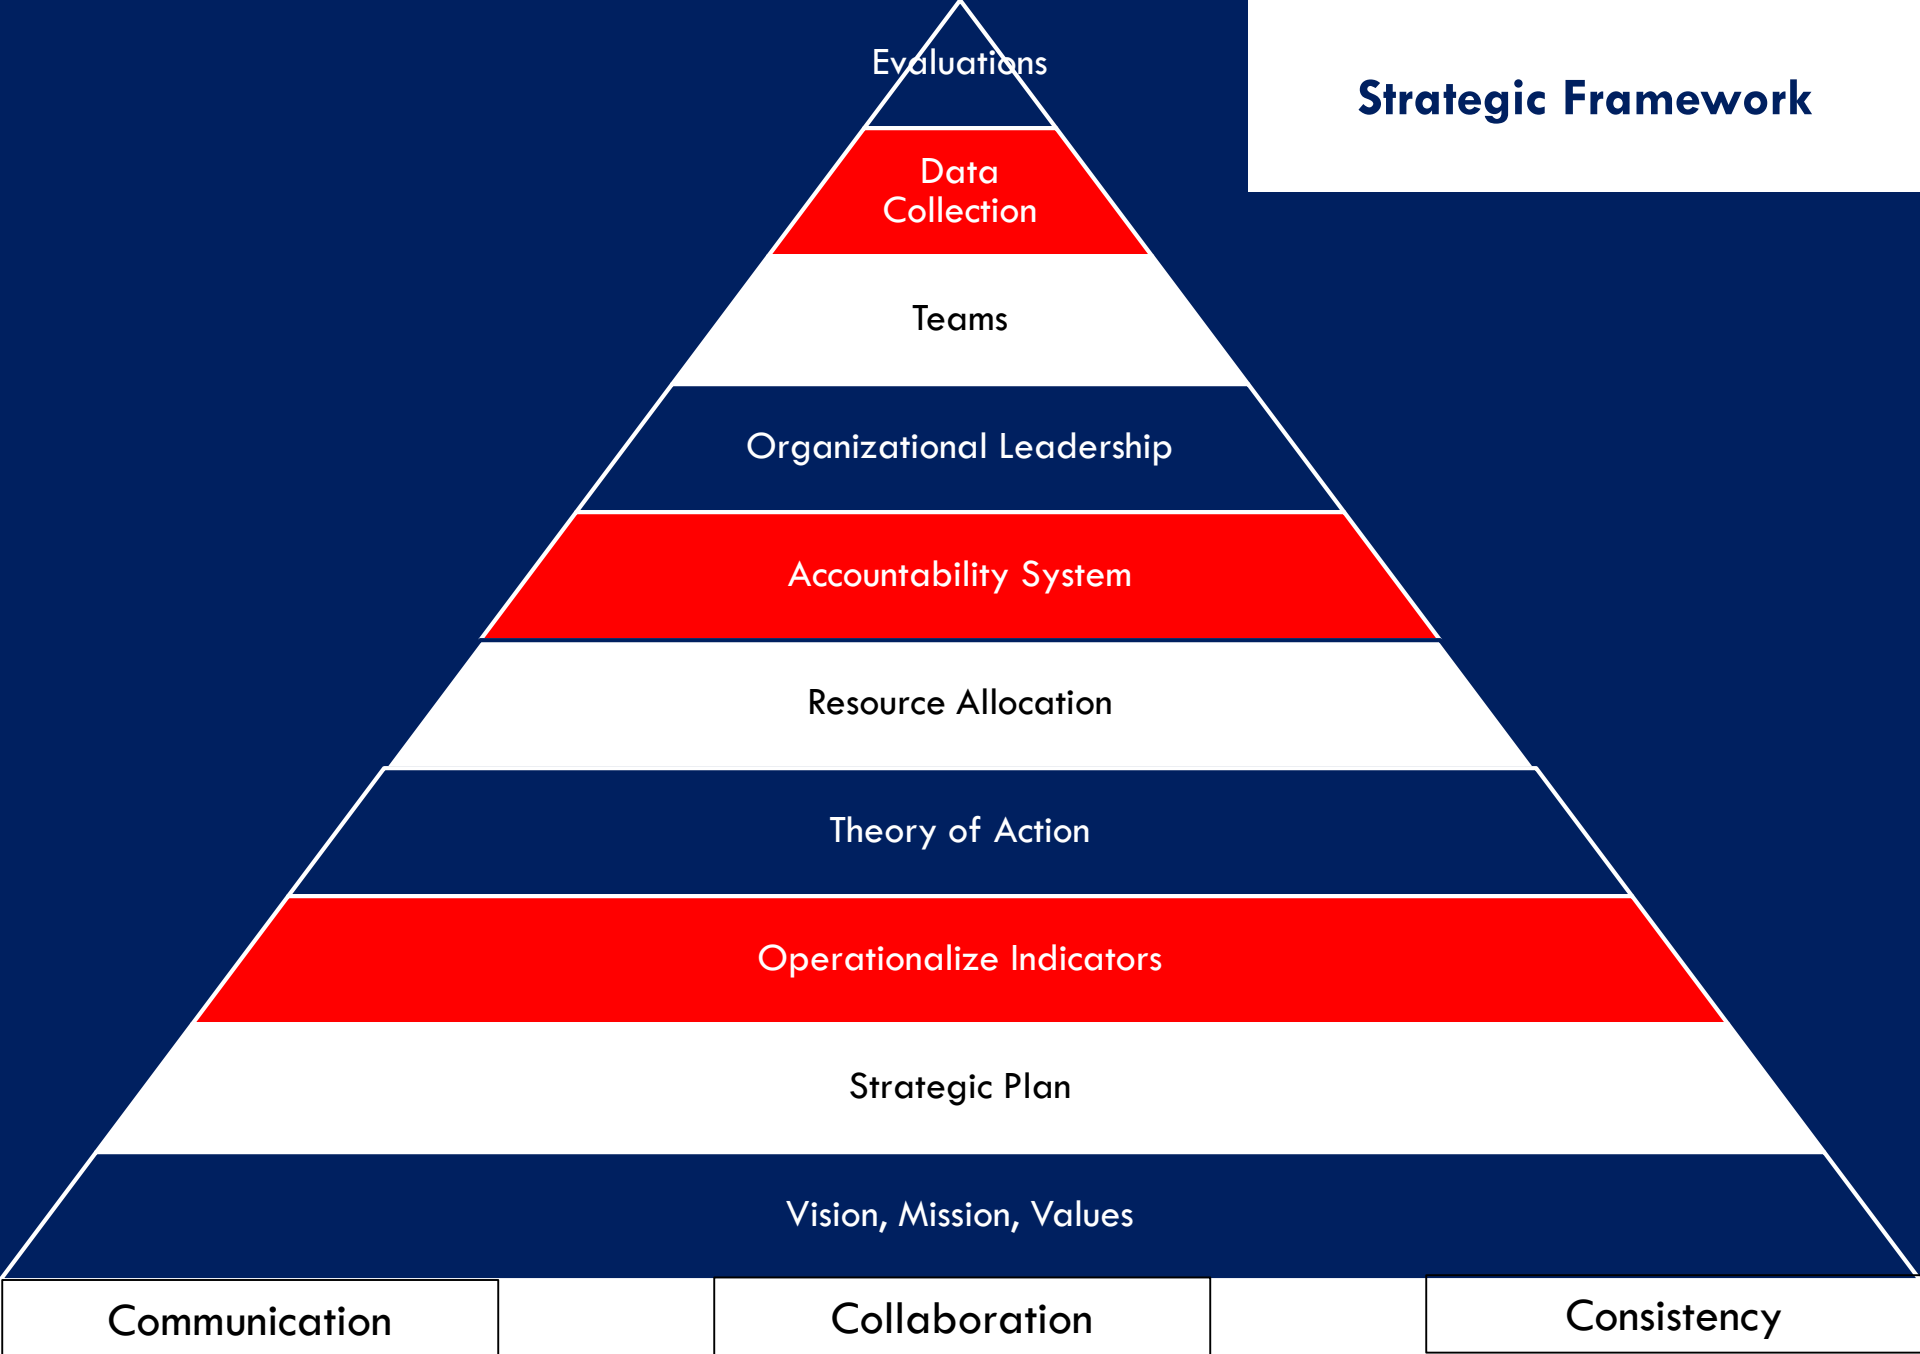 Strategic Framework
Evaluations
Data
Collection
Teams
Organizational Leadership
Accountability System
Resource Allocation
Theory of Action
Operationalize Indicators
Strategic Plan
Vision, Mission, Values
Communication
Collaboration
Consistency